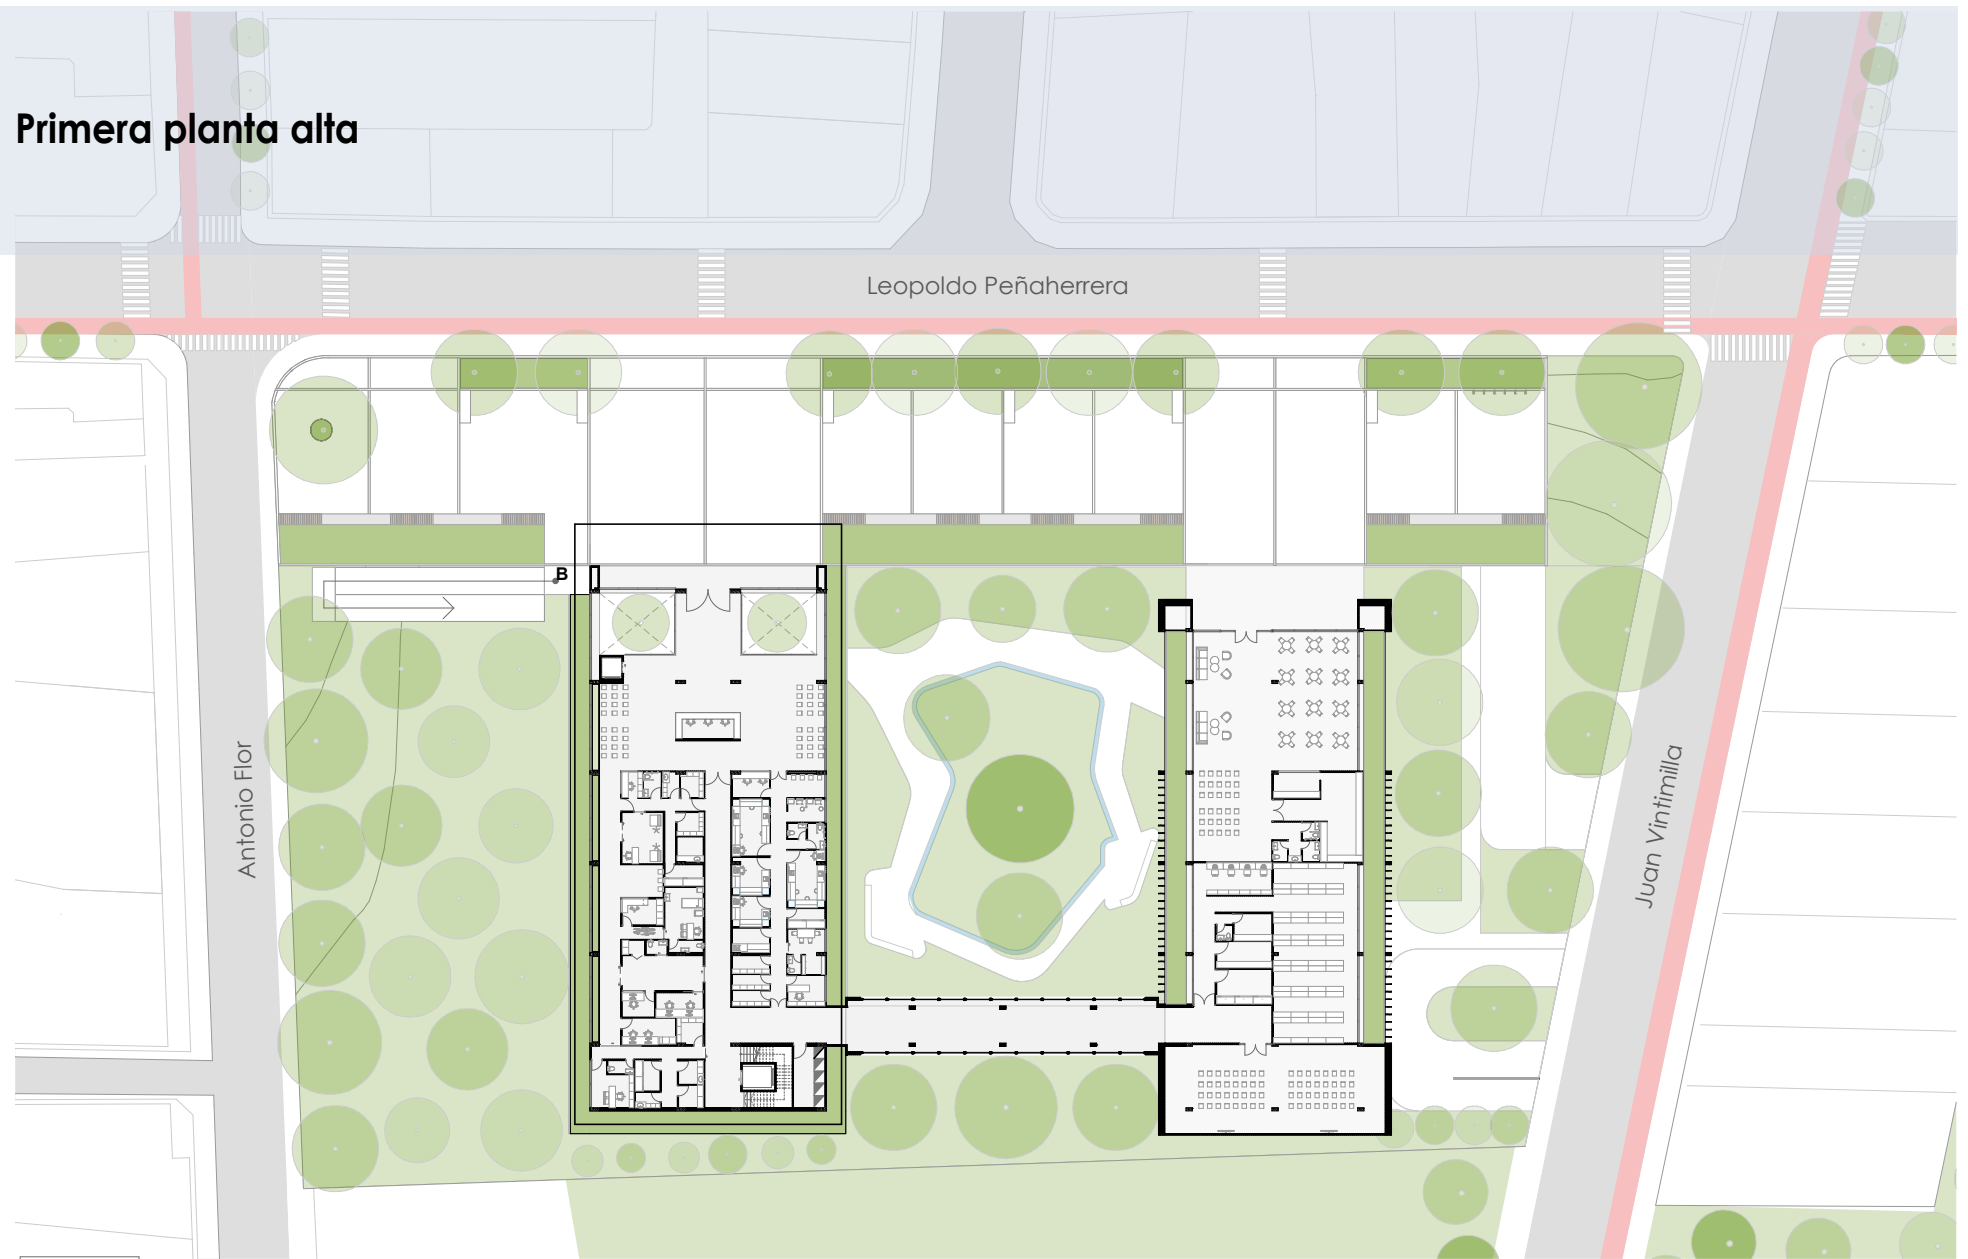 Primera planta alta
Leopoldo Peñaherrera
B
Antonio Flor
Juan Vintimilla